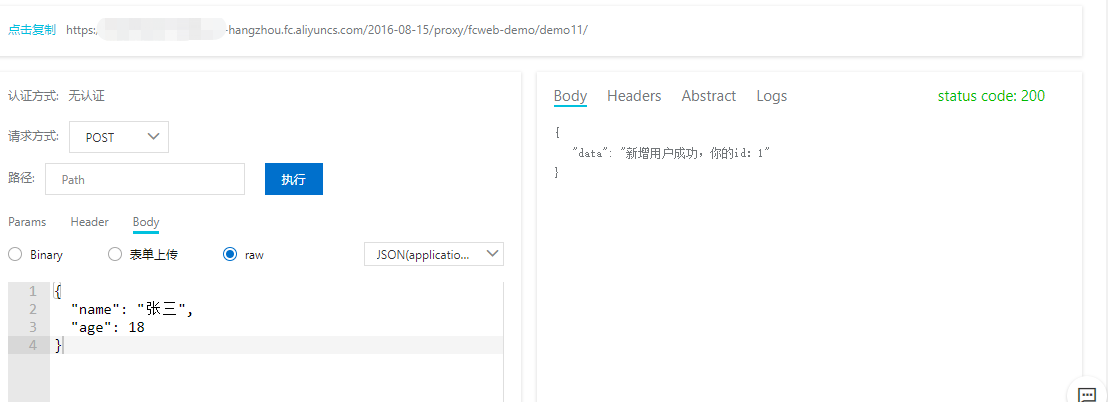 点击复制 https: -hangzhou.fc.aliyuncs.com/2016-08-15/proxy/fcweb-demo/demo11/
认证方式: 无认证
请求方式: POST
路径: Path 执行
Params Header Body
Binary 表单上传 raw JSON(applicatio...
1 {
2 "name": "张三",
3 "age": 18
4 }
Body Headers Abstract Logs status code: 200
{
"data": "新增用户成功，你的id: 1"
}